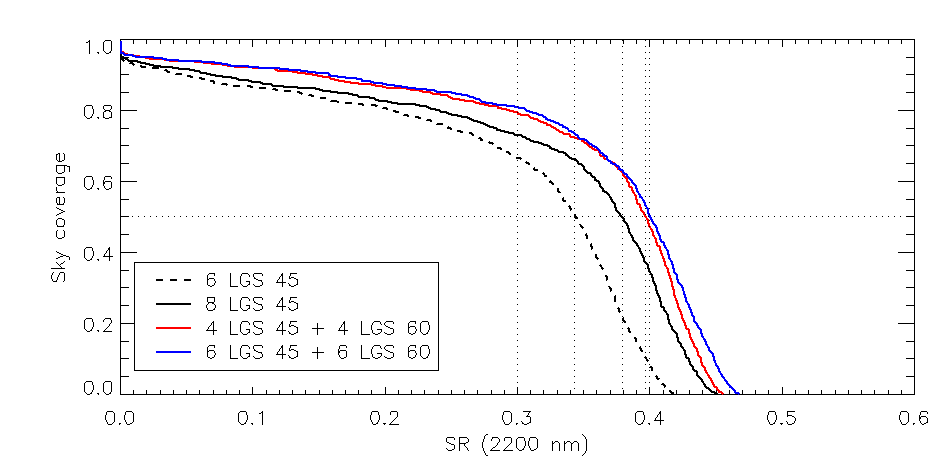 1.0
0.8
0.6
0.4
0.2
0.0
Sky coverage
6 LGS 45
8 LGS 45
4 LGS 45 + 4 LGS 60
6 LGS 45 + 6 LGS 60
0.0 0.1 0.2 0.3 0.4 0.5 0.6
SR (2200 nm)